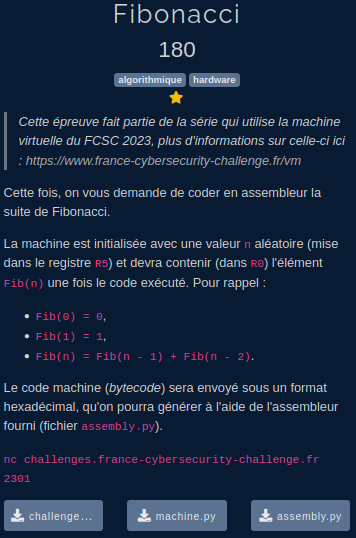 Fibonacci
180
algorithmique hardware
Cette épreuve fait partie de la série qui utilise la machine
virtuelle du FCSC 2023, plus d'informations sur celle-ci ici
: https://www.france-cybersecurity-challenge.fr/vm
Cette fois, on vous demande de coder en assembleur la
suite de Fibonacci.
La machine est initialisée avec une valeur n aléatoire (mise
dans le registre R5) et devra contenir (dans R0) l'élément
Fib(n) une fois le code exécuté. Pour rappel :
• Fib(0) = 0,
• Fib(1) = 1,
• Fib(n) = Fib(n - 1) + Fib(n - 2).
Le code machine (bytecode) sera envoyé sous un format
hexadécimal, qu'on pourra générer à l'aide de l'assembleur
fourni (fichier assembly.py).
nc challenges.france-cybersecurity-challenge.fr
2301
challenge... machine.py assembly.py